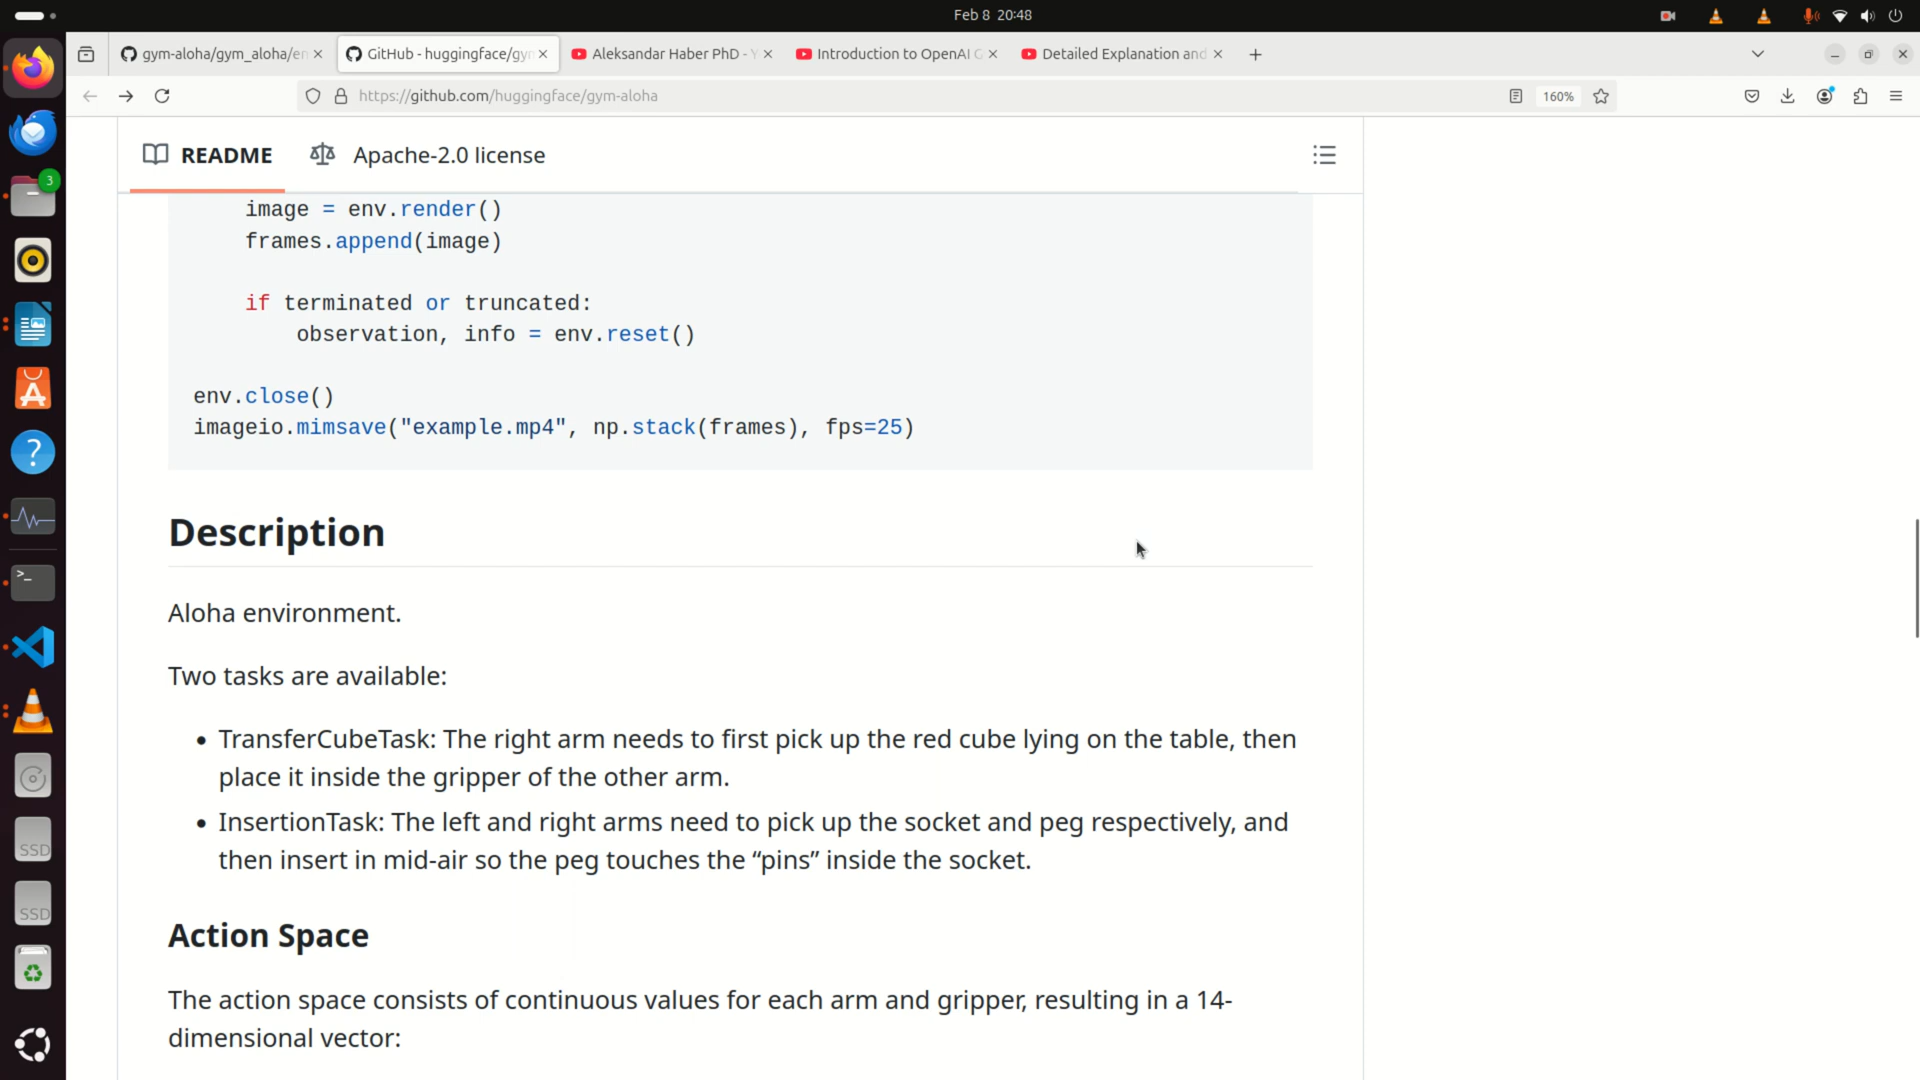 Feb 8 20:48
gym-aloha/gym_aloha/en
GitHub - huggingface/gyn
Aleksandar Haber PhD - Y
Introduction to OpenAI G
Detailed Explanation and
https://github.com/huggingface/gym-aloha
160%
3
README
Apache-2.0 license
image = env.render()
frames.append(image)
if terminated or truncated:
observation, info = env.reset()
env.close()
imageio.mimsave("example.mp4", np.stack(frames), fps=25)
Description
Aloha environment.
Two tasks are available:
• TransferCubeTask: The right arm needs to first pick up the red cube lying on the table, then
place it inside the gripper of the other arm.
• InsertionTask: The left and right arms need to pick up the socket and peg respectively, and
then insert in mid-air so the peg touches the “pins” inside the socket.
SSD
SSD
Action Space
The action space consists of continuous values for each arm and gripper, resulting in a 14-
dimensional vector: